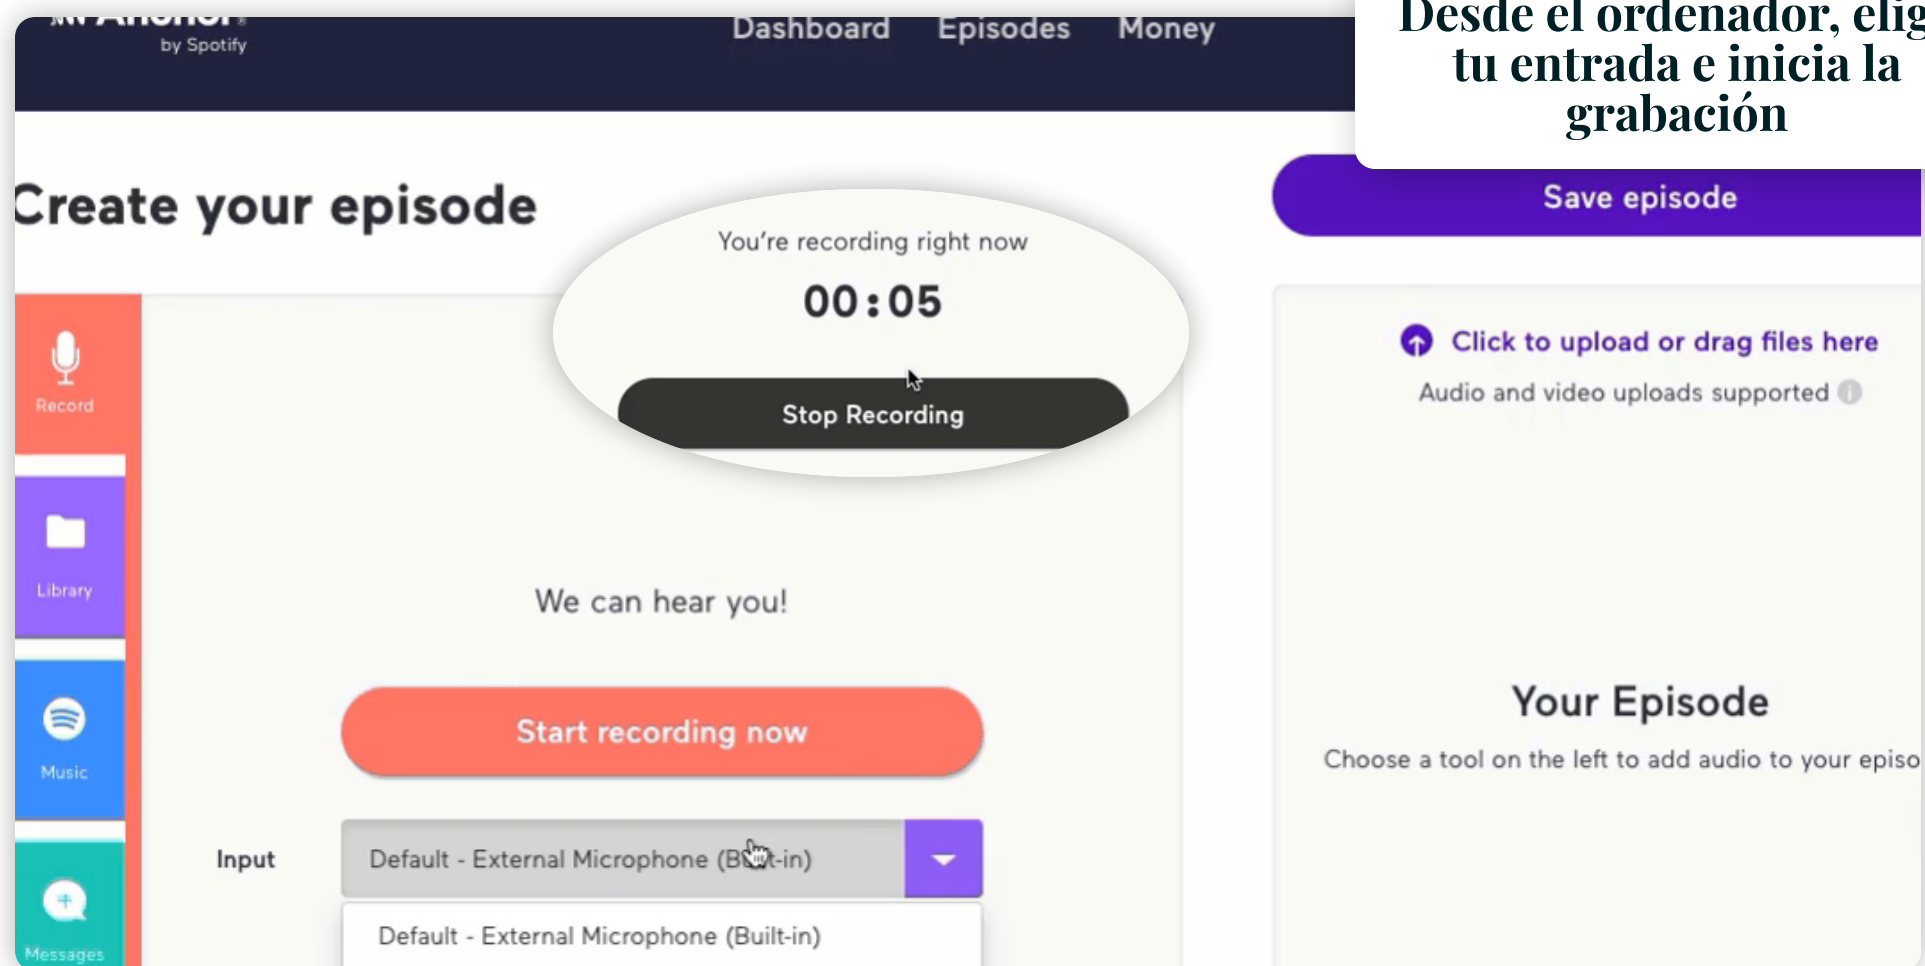 Anchor
by Spotify
Dashboard Episodes Money
Desde el ordenador, elig
tu entrada e inicia la
grabación
Create your episode
Save episode
You're recording right now
00:05
Stop Recording
Record
Library
Music
Messages
We can hear you!
Start recording now
Input
Default - External Microphone (Built-in)
Default - External Microphone (Built-in)
Click to upload or drag files here
Audio and video uploads supported
Your Episode
Choose a tool on the left to add audio to your episo